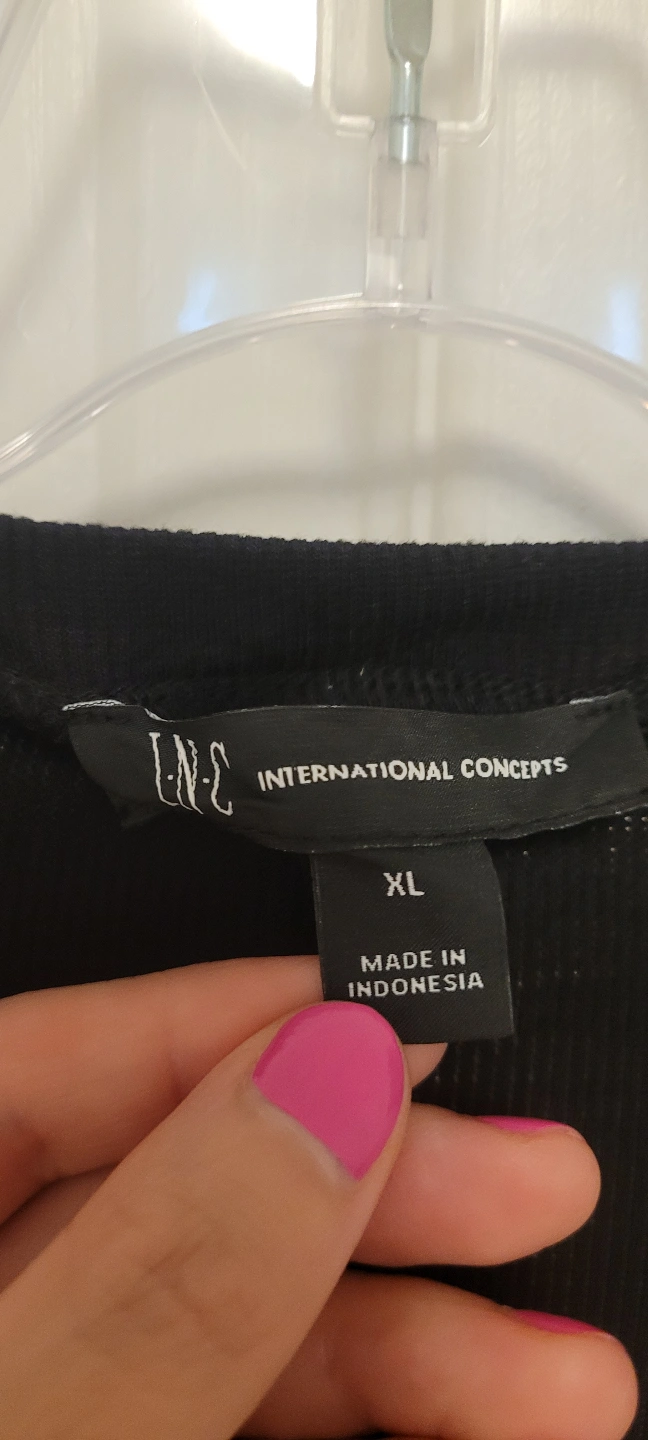 I·N·C INTERNATIONAL CONCEPTS
XL
MADE IN
INDONESIA